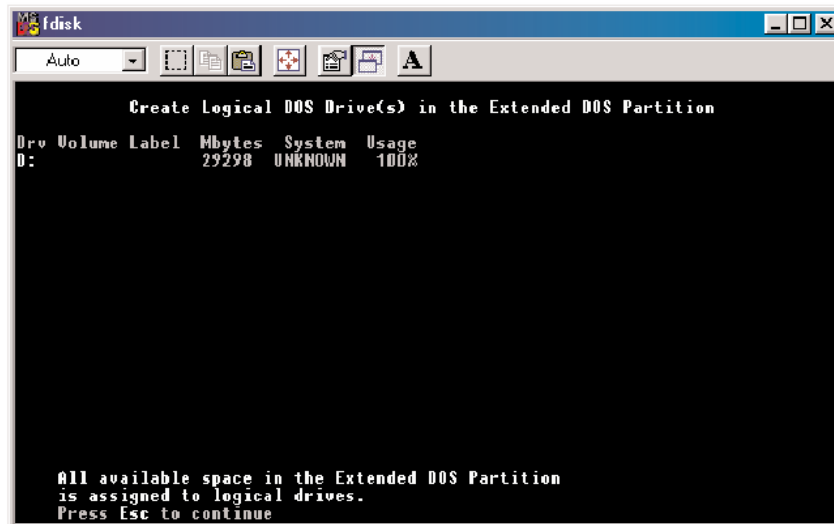 fdisk
Auto
A
Create Logical DOS Drive(s) in the Extended DOS Partition
Drv Volume Label Mbytes System Usage
D: 29298 UNKNOWN 100%
All available space in the Extended DOS Partition
is assigned to logical drives.
Press Esc to continue